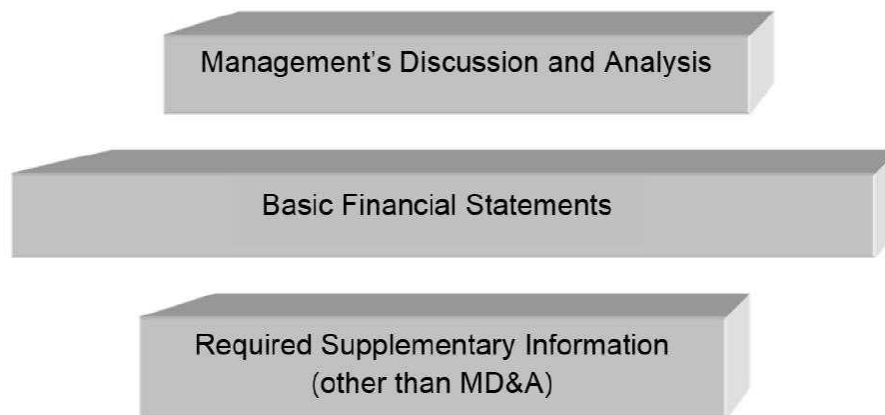 Management’s Discussion and Analysis
Basic Financial Statements
Required Supplementary Information
(other than MD&A)